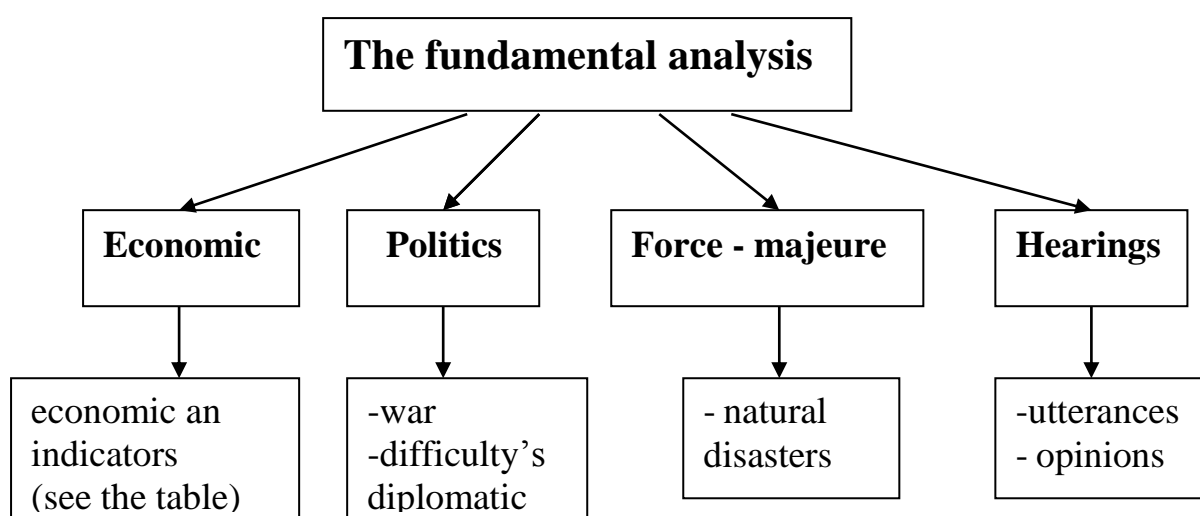 The fundamental analysis
Economic
Politics
Force - majeure
Hearings
economic an
indicators
(see the table)
-war
-difficulty’s
diplomatic
- natural
disasters
-utterances
- opinions